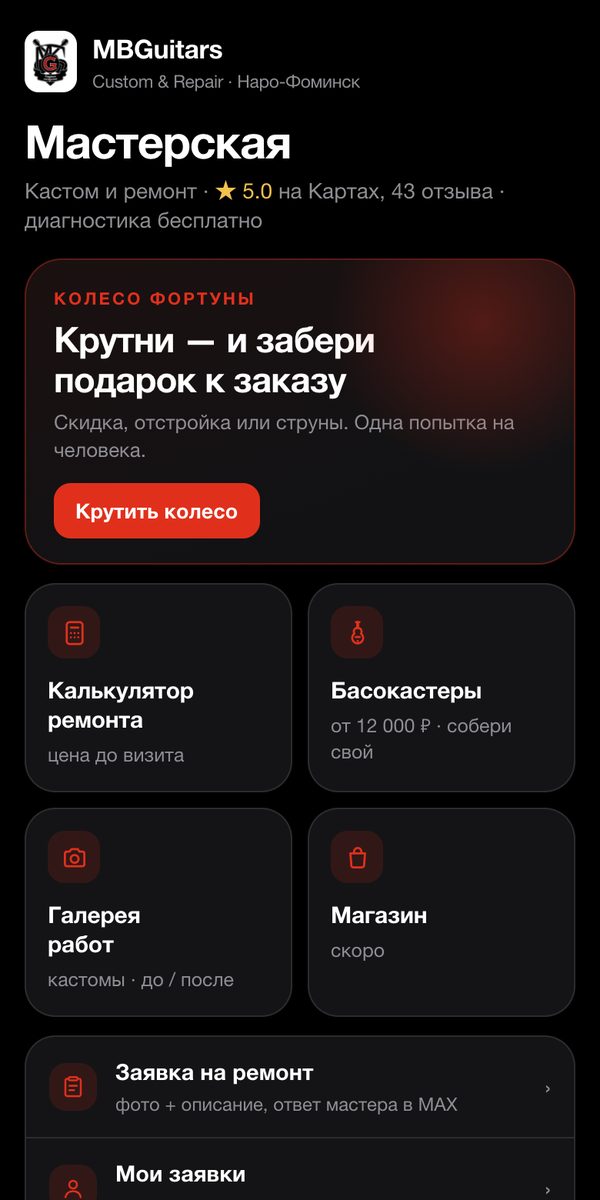 MBGuitars
Custom & Repair · Наро-Фоминск
Мастерская
Кастом и ремонт · ★ 5.0 на Картах, 43 отзыва ·
диагностика бесплатно
КОЛЕСО ФОРТУНЫ
Крутни — и забери
подарок к заказу
Скидка, отстройка или струны. Одна попытка на
человека.
Крутить колесо
Калькулятор
ремонта
цена до визита
Басокастеры
от 12 000 ₽ · собери
свой
Галерея
работ
кастомы · до / после
Магазин
скоро
Заявка на ремонт
фото + описание, ответ мастера в MAX
Мои заявки